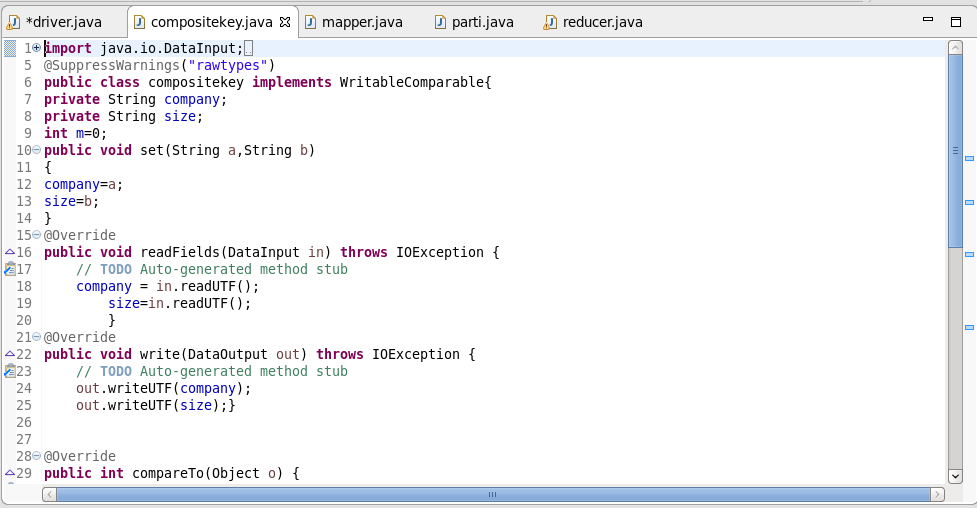 *driver.java compositekey.java mapper.java parti.java reducer.java
1 import java.io.DataInput;
5 @SuppressWarnings("rawtypes")
6 public class compositekey implements WritableComparable{
7 private String company;
8 private String size;
9 int m=0;
10 public void set(String a,String b)
11 {
12 company=a;
13 size=b;
14 }
15 @Override
16 public void readFields(DataInput in) throws IOException {
17     // TODO Auto-generated method stub
18     company = in.readUTF();
19         size=in.readUTF();
20         }
21 @Override
22 public void write(DataOutput out) throws IOException {
23     // TODO Auto-generated method stub
24     out.writeUTF(company);
25     out.writeUTF(size);}
26
27
28 @Override
29 public int compareTo(Object o) {